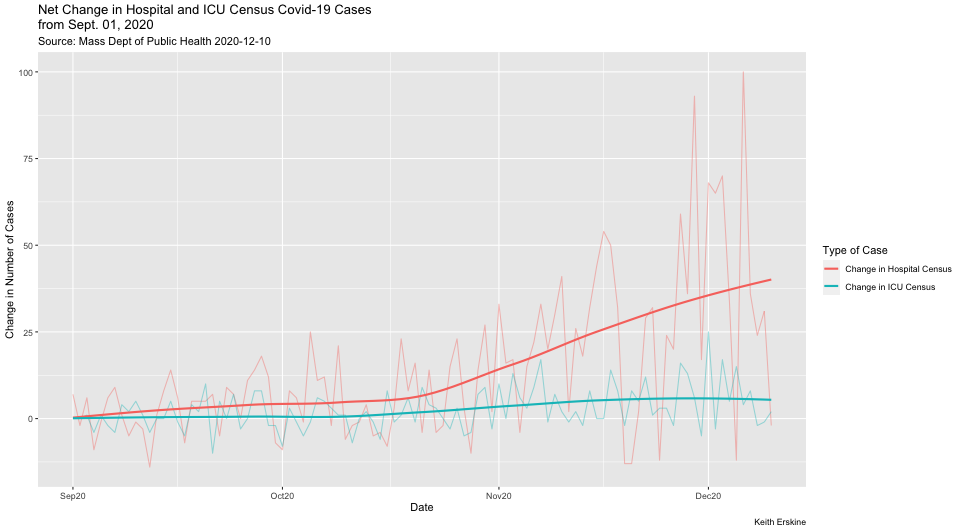 Net Change in Hospital and ICU Census Covid-19 Cases
from Sept. 01, 2020
Source: Mass Dept of Public Health 2020-12-10
Change in Number of Cases
100
75
50
25
0
Sep20
Oct20
Nov20
Dec20
Date
Type of Case
Change in Hospital Census
Change in ICU Census
Keith Erskine